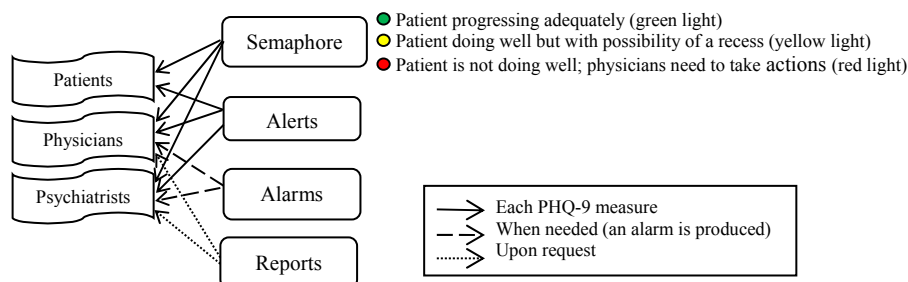 Semaphore
Patient progressing adequately (green light)
Patient doing well but with possibility of a recess (yellow light)
Patient is not doing well; physicians need to take actions (red light)
Patients
Alerts
Physicians
Psychiatrists
Alarms
Reports
Each PHQ-9 measure
When needed (an alarm is produced)
Upon request